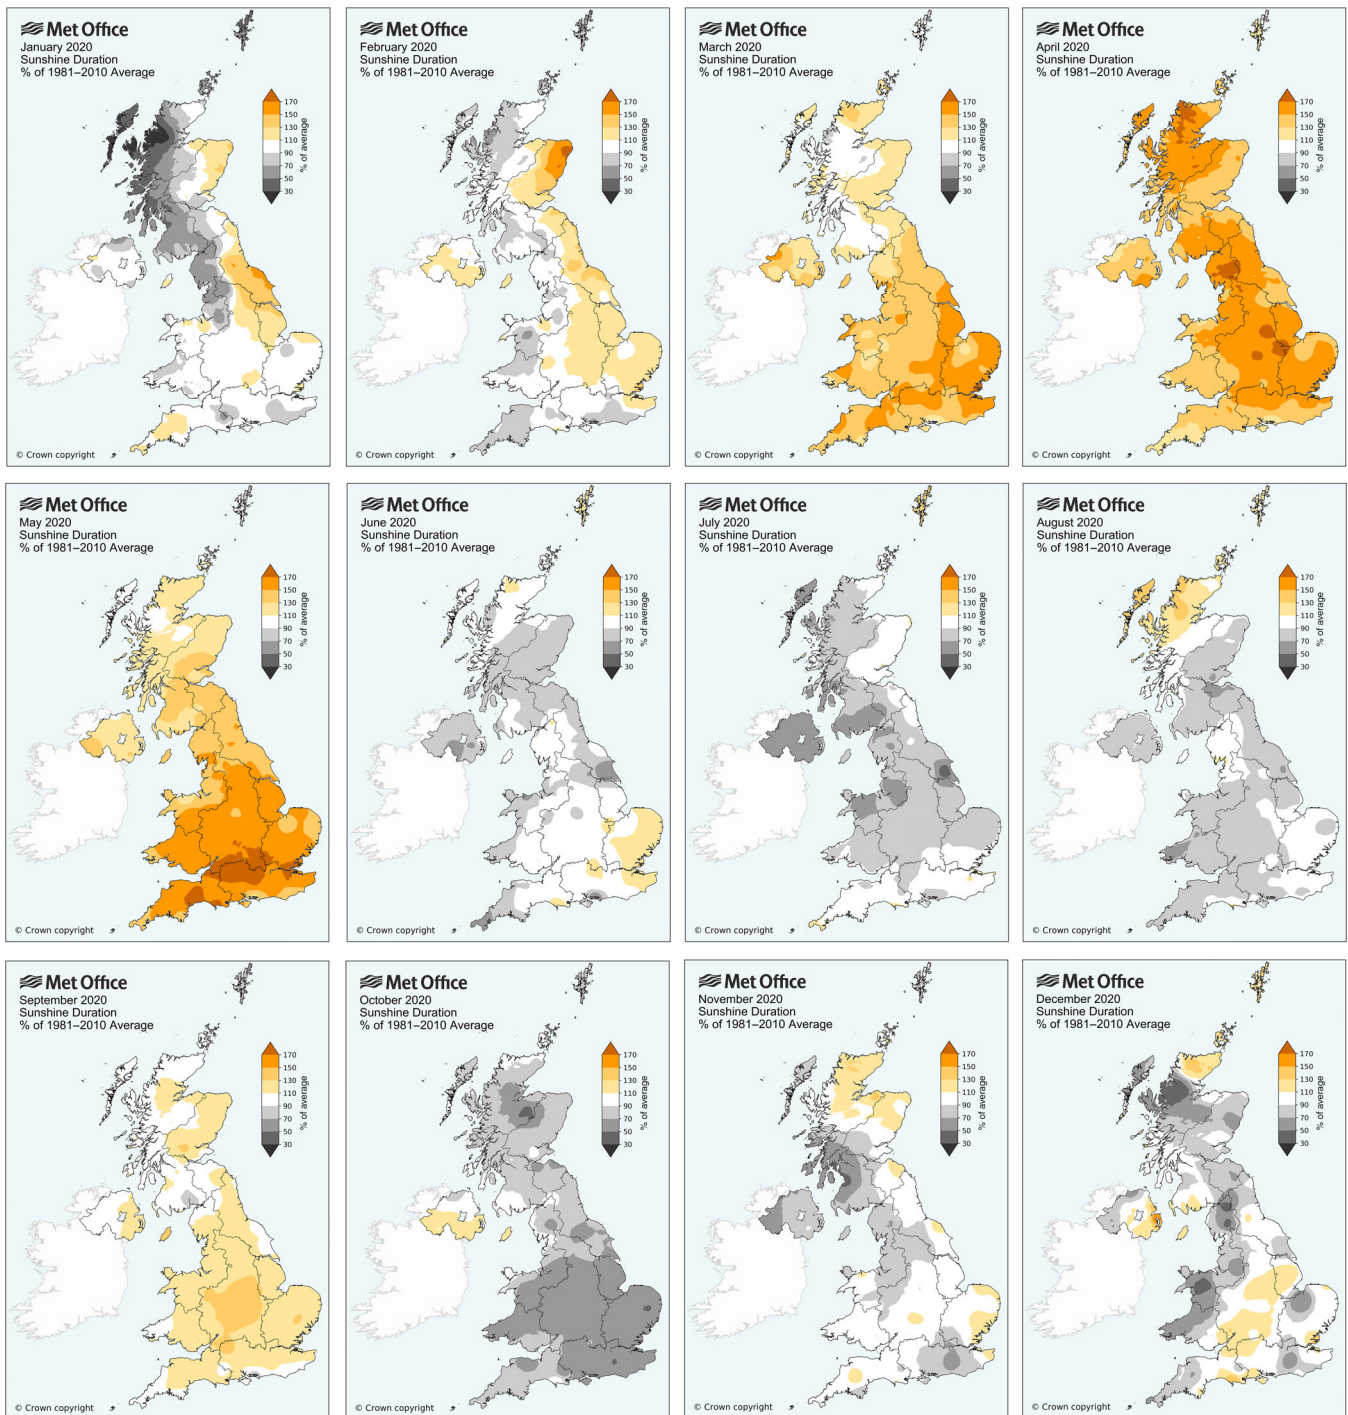 Met Office
January 2020
Sunshine Duration
% of 1981–2010 Average
170
150
130
110
90
70
50
30
% of average
© Crown copyright
Met Office
February 2020
Sunshine Duration
% of 1981–2010 Average
170
150
130
110
90
70
50
30
% of average
© Crown copyright
Met Office
March 2020
Sunshine Duration
% of 1981–2010 Average
170
150
130
110
90
70
50
30
% of average
© Crown copyright
Met Office
April 2020
Sunshine Duration
% of 1981–2010 Average
170
150
130
110
90
70
50
30
% of average
© Crown copyright
Met Office
May 2020
Sunshine Duration
% of 1981–2010 Average
170
150
130
110
90
70
50
30
% of average
© Crown copyright
Met Office
June 2020
Sunshine Duration
% of 1981–2010 Average
170
150
130
110
90
70
50
30
% of average
© Crown copyright
Met Office
July 2020
Sunshine Duration
% of 1981–2010 Average
170
150
130
110
90
70
50
30
% of average
© Crown copyright
Met Office
August 2020
Sunshine Duration
% of 1981–2010 Average
170
150
130
110
90
70
50
30
% of average
© Crown copyright
Met Office
September 2020
Sunshine Duration
% of 1981–2010 Average
170
150
130
110
90
70
50
30
% of average
© Crown copyright
Met Office
October 2020
Sunshine Duration
% of 1981–2010 Average
170
150
130
110
90
70
50
30
% of average
© Crown copyright
Met Office
November 2020
Sunshine Duration
% of 1981–2010 Average
170
150
130
110
90
70
50
30
% of average
© Crown copyright
Met Office
December 2020
Sunshine Duration
% of 1981–2010 Average
170
150
130
110
90
70
50
30
% of average
© Crown copyright